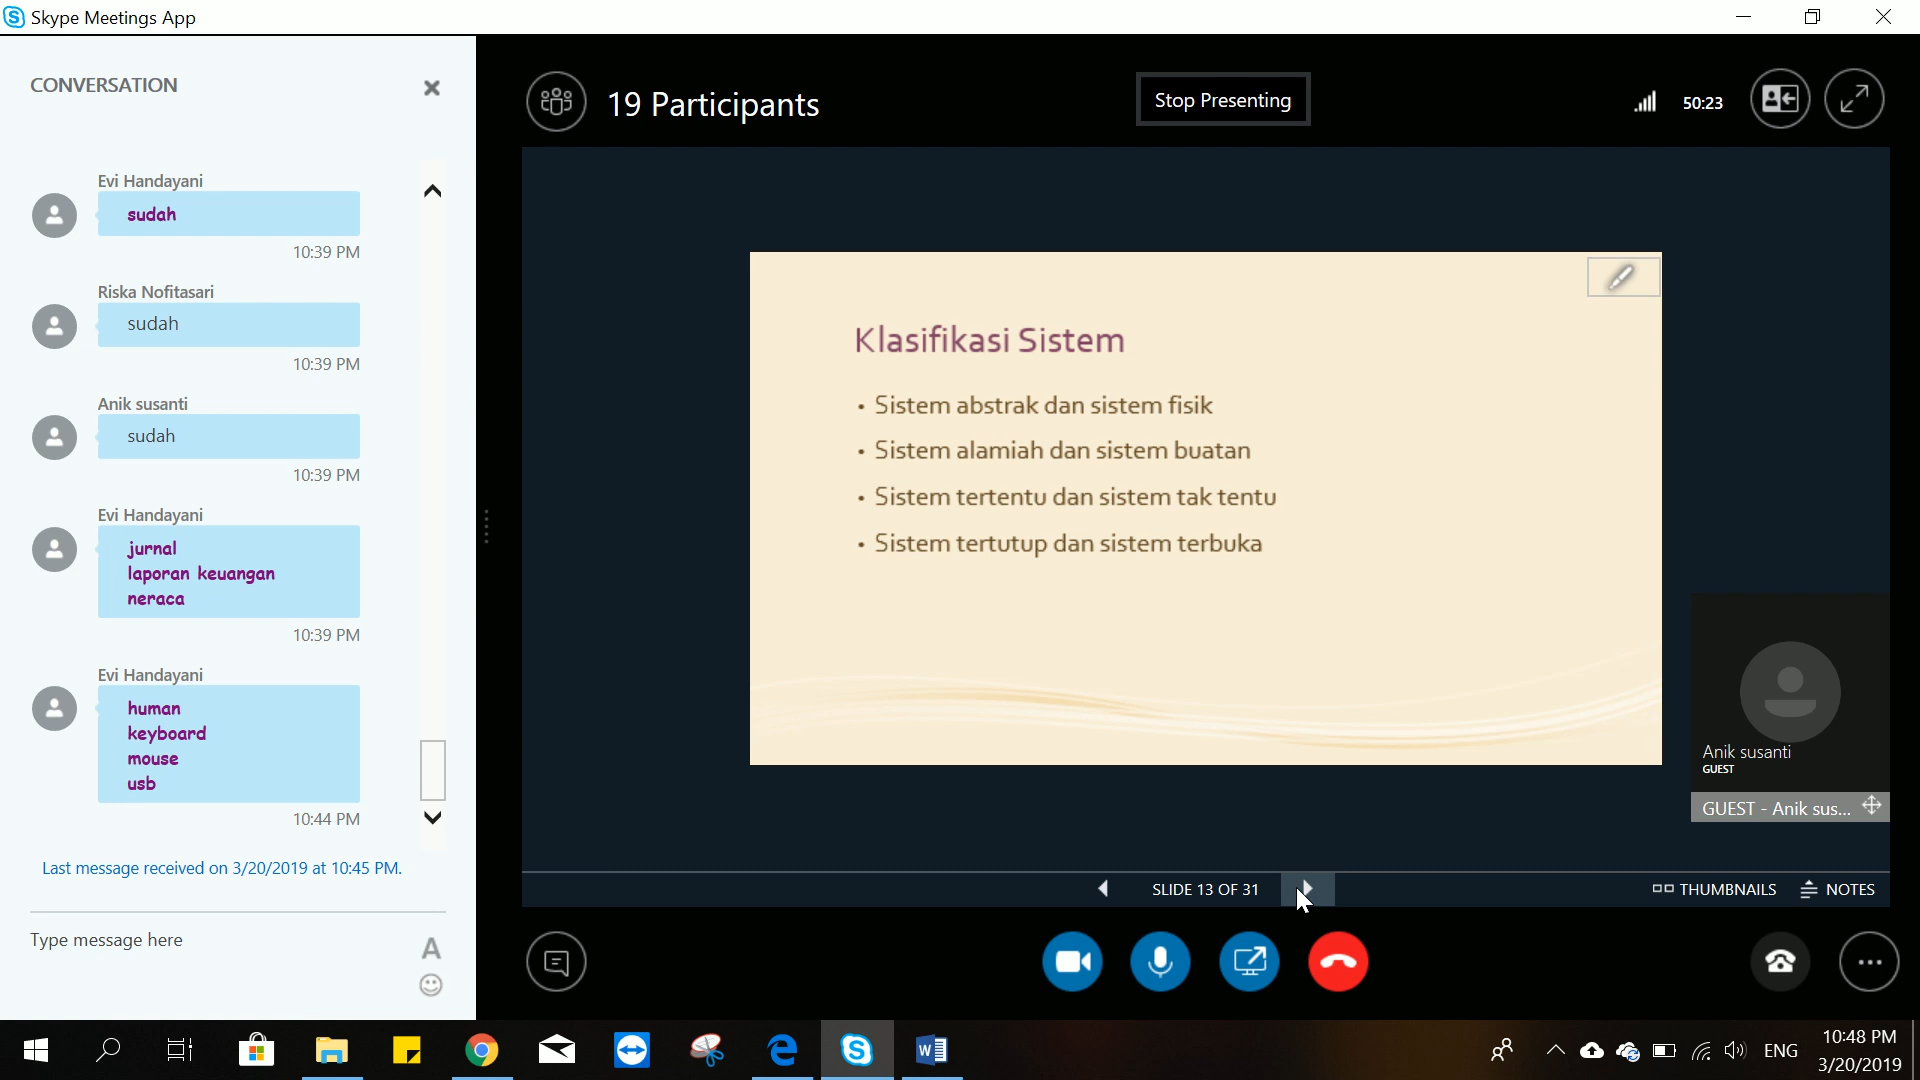 Skype Meetings App
CONVERSATION
Evi Handayani
sudah
10:39 PM
Riska Nofitasari
sudah
10:39 PM
Anik susanti
sudah
10:39 PM
Evi Handayani
jurnal
laporan keuangan
neraca
10:39 PM
Evi Handayani
human
keyboard
mouse
usb
10:44 PM
Last message received on 3/20/2019 at 10:45 PM.
Type message here
A
19 Participants
Stop Presenting
50:23
Klasifikasi Sistem
• Sistem abstrak dan sistem fisik
• Sistem alamiah dan sistem buatan
• Sistem tertentu dan sistem tak tentu
• Sistem tertutup dan sistem terbuka
Anik susanti
GUEST
GUEST - Anik sus...
SLIDE 13 OF 31
THUMBNAILS
NOTES
ENG
10:48 PM
3/20/2019